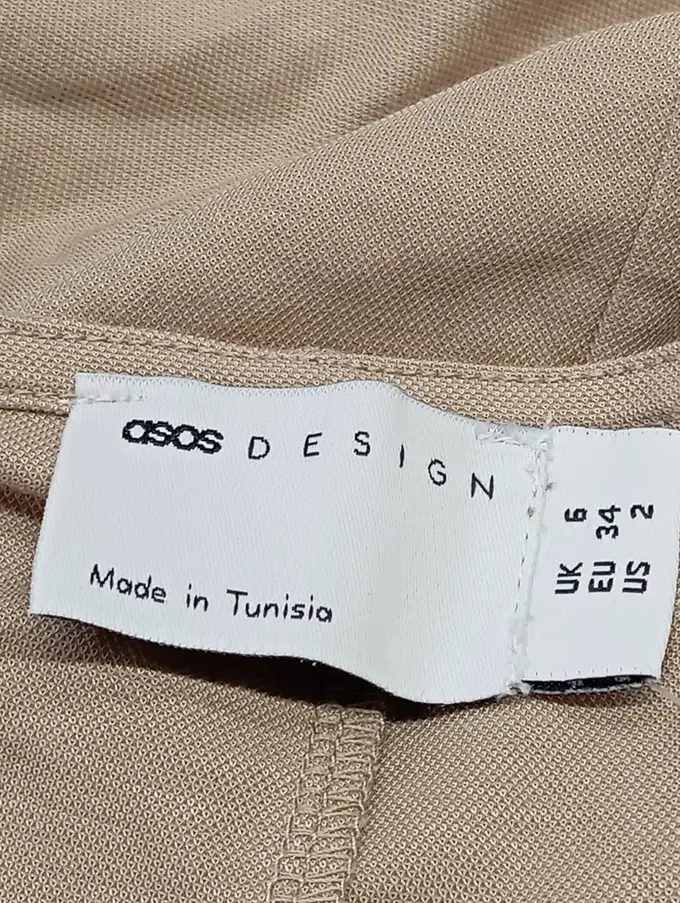 asos DESIGN
Made in Tunisia
UK 6
EU 34
US 2